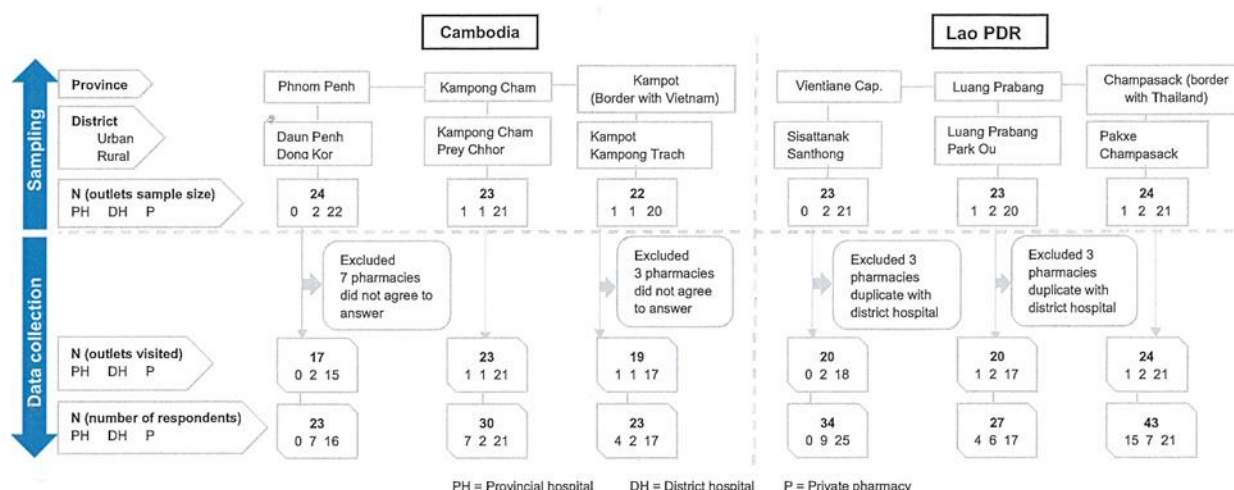 Cambodia
Lao PDR
Sampling
Province
Phnom Penh
Kampong Cham
Kampot
(Border with Vietnam)
Vientiane Cap.
Luang Prabang
Champasack (border
with Thailand)
District
Urban
Rural
Daun Penh
Dong Kor
Kampong Cham
Prey Chhor
Kampot
Kampong Trach
Sisattanak
Santhong
Luang Prabang
Park Ou
Pakxe
Champasack
N (outlets sample size)
PH DH P
24
0 2 22
23
1 1 21
22
1 1 20
23
0 2 21
23
1 2 20
24
1 2 21
Data collection
Excluded
7 pharmacies
did not agree to
answer
Excluded
3 pharmacies
did not agree
to answer
Excluded 3
pharmacies
duplicate with
district hospital
Excluded 3
pharmacies
duplicate with
district hospital
N (outlets visited)
PH DH P
17
0 2 15
23
1 1 21
19
1 1 17
20
0 2 18
20
1 2 17
24
1 2 21
N (number of respondents)
PH DH P
23
0 7 16
30
7 2 21
23
4 2 17
34
0 9 25
27
4 6 17
43
15 7 21
PH = Provincial hospital DH = District hospital P = Private pharmacy